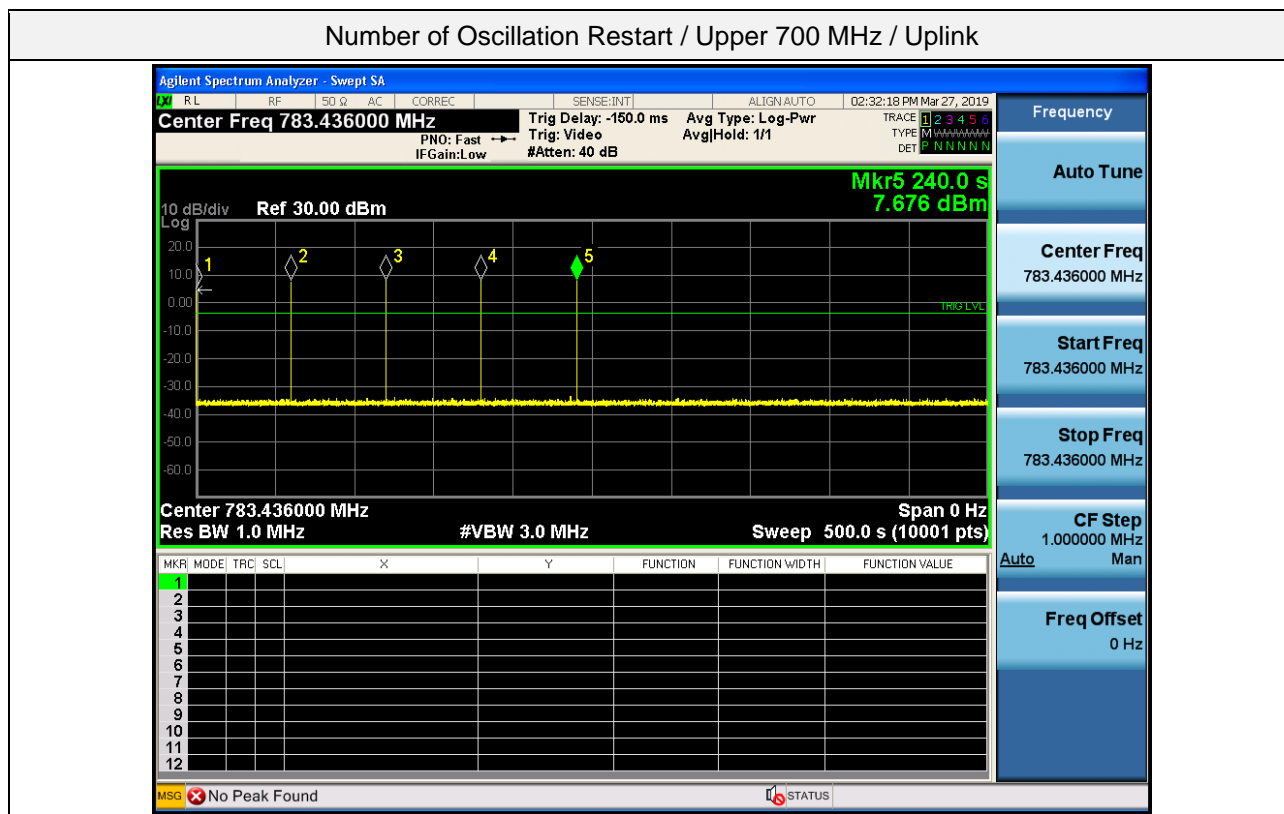 Number of Oscillation Restart / Upper 700 MHz / Uplink
Agilent Spectrum Analyzer - Swept SA
LXI RL RF 50 Ω AC CORREC SENSE:INT ALIGN AUTO 02:32:18 PM Mar 27, 2019
Center Freq 783.436000 MHz
PNO: Fast
IFGain:Low
Trig Delay: -150.0 ms
Trig: Video
#Atten: 40 dB
Avg Type: Log-Pwr
Avg|Hold: 1/1
TRACE 1 2 3 4 5 6
TYPE M WWWWW
DET P N N N N N
Mkr5 240.0 s
7.676 dBm
10 dB/div Ref 30.00 dBm
Log
20.0
10.0
0.00
-10.0
-20.0
-30.0
-40.0
-50.0
-60.0
1
2
3
4
5
TRIG LVL
Center 783.436000 MHz Span 0 Hz
Res BW 1.0 MHz #VBW 3.0 MHz Sweep 500.0 s (10001 pts)
MKR MODE TRC SCL X Y FUNCTION FUNCTION WIDTH FUNCTION VALUE
1
2
3
4
5
6
7
8
9
10
11
12
MSG No Peak Found STATUS
Frequency
Auto Tune
Center Freq
783.436000 MHz
Start Freq
783.436000 MHz
Stop Freq
783.436000 MHz
CF Step
1.000000 MHz
Auto Man
Freq Offset
0 Hz